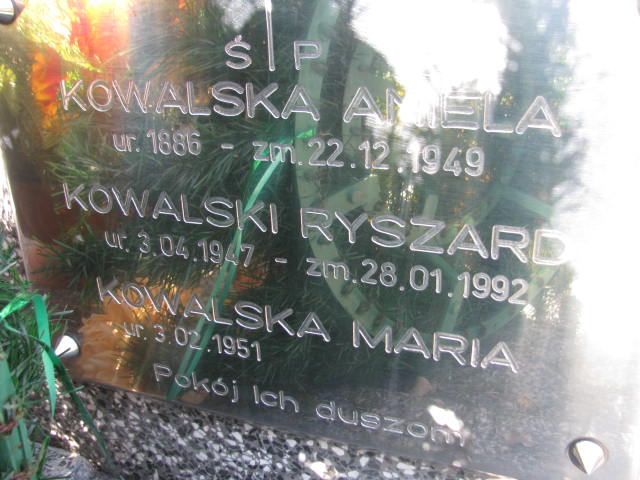 Ś P
KOWALSKA ANIELA
ur. 1886 - zm. 22.12.1949
KOWALSKI RYSZARD
ur. 3.04.1947 - zm. 28.01.1992
KOWALSKA MARIA
ur. 3.02.1951
Pokój Ich duszom